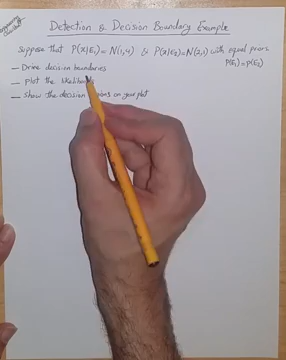 Detection & Decision Boundary Example
Suppose that P(x|E₁) = N(1,4) & P(x|E₂) = N(2,1) with equal priors
P(E₁) = P(E₂)
— Drive decision boundaries
— Plot the
— Show the decision on your plot